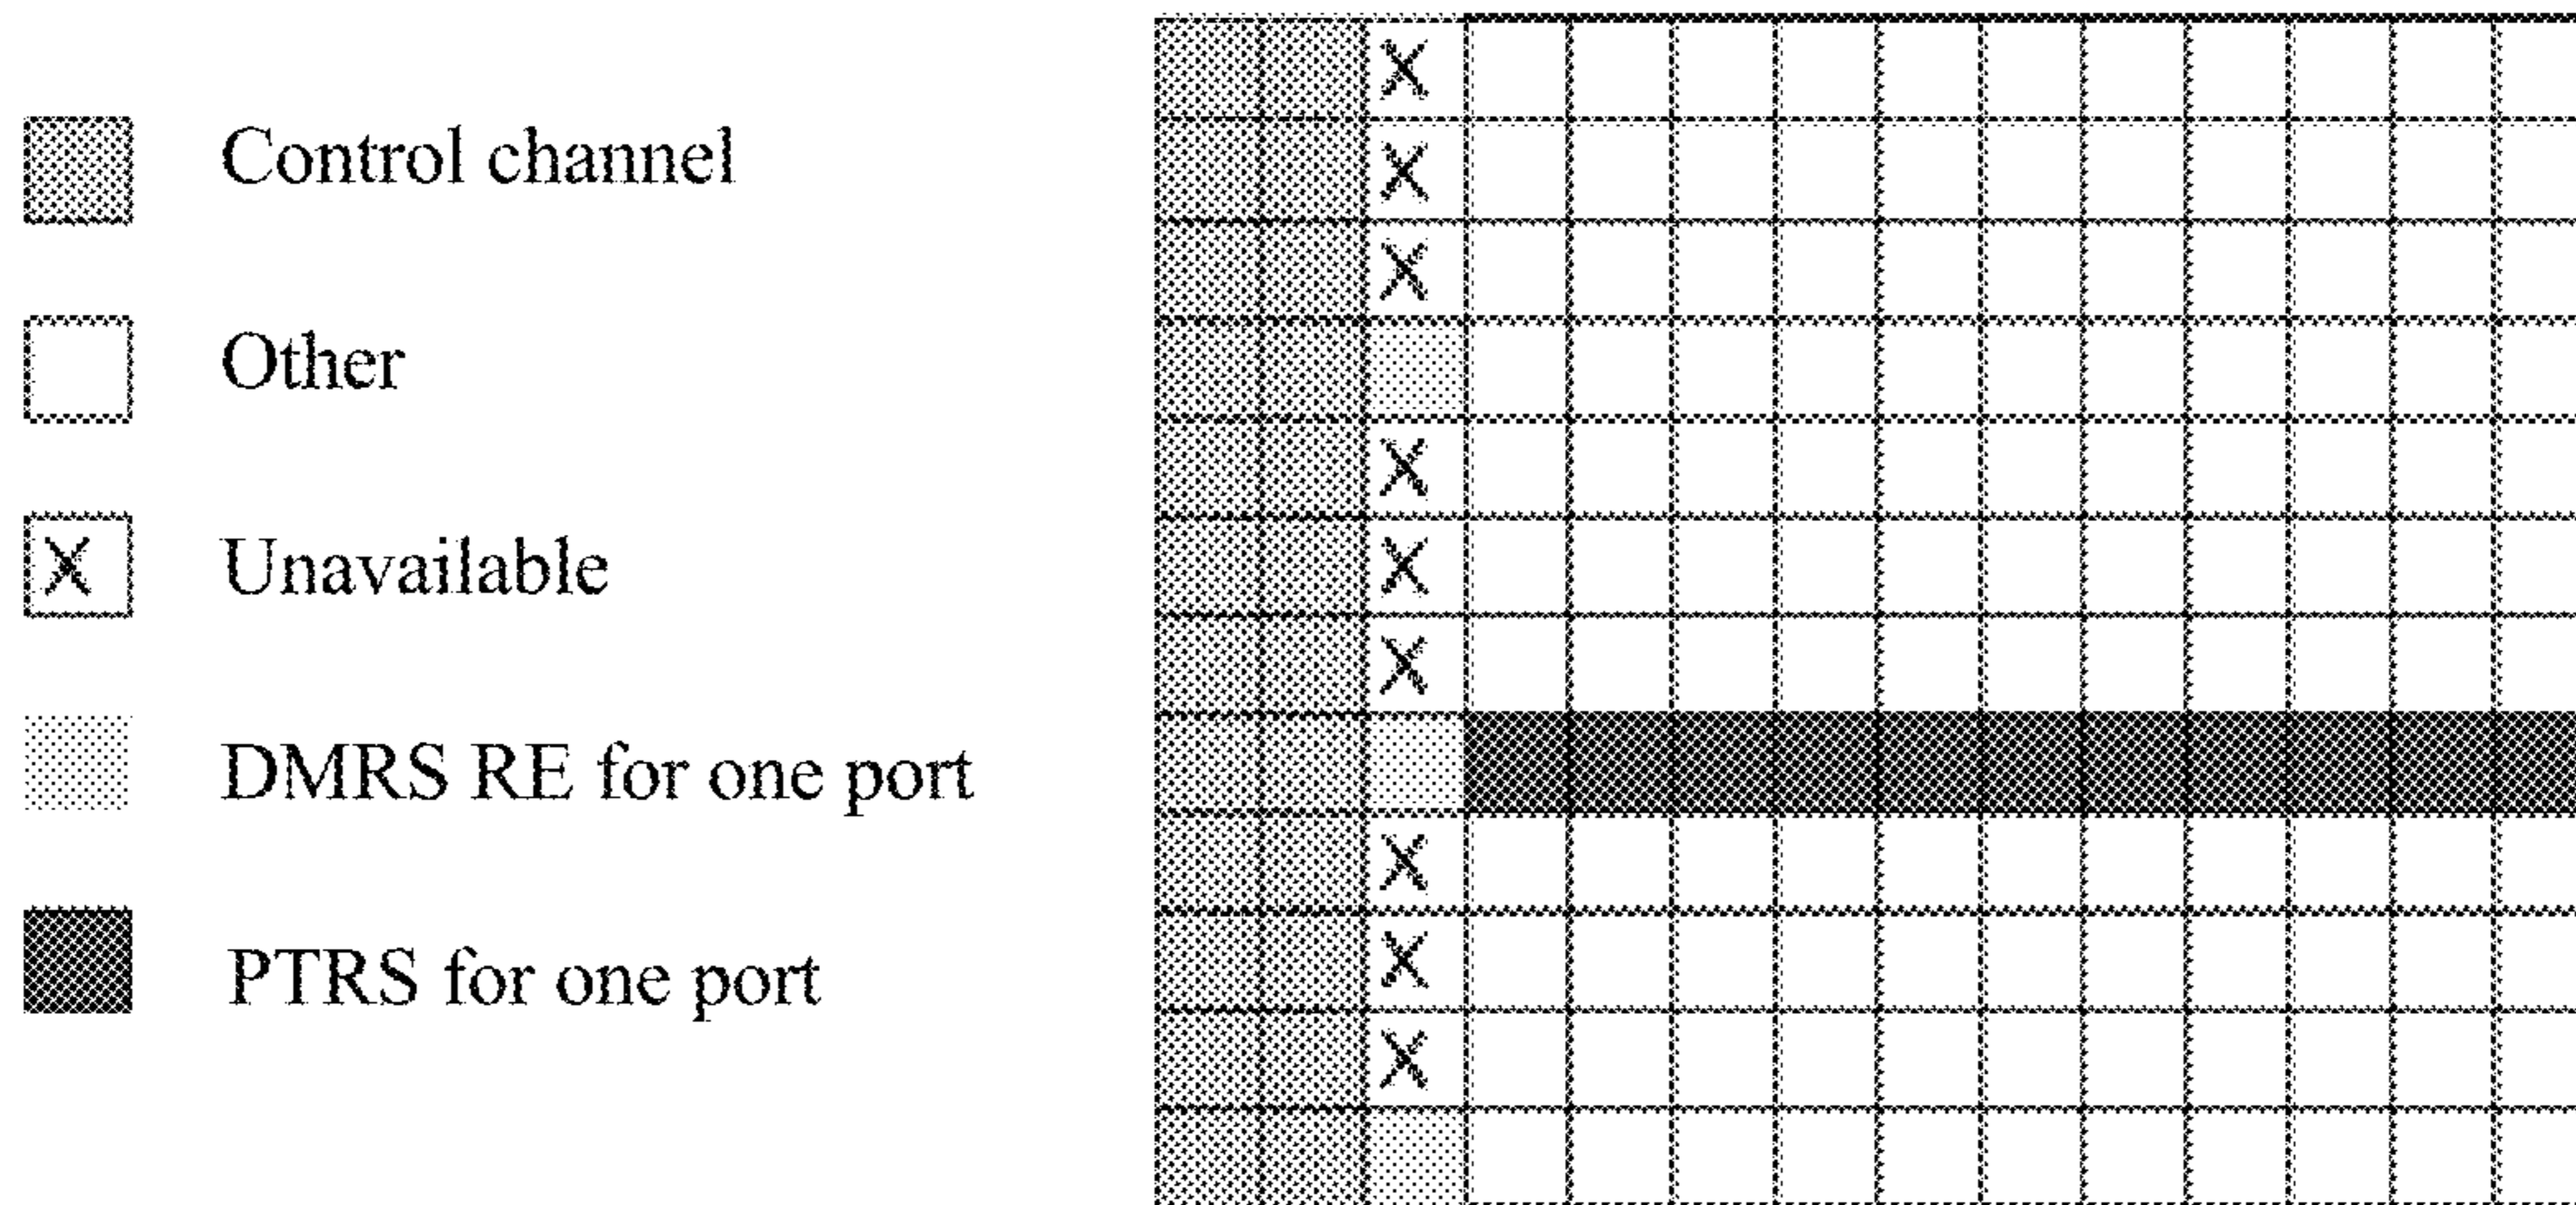 Control channel
Other
X Unavailable
DMRS RE for one port
PTRS for one port
X
X
X
X
X
X
X
X
X